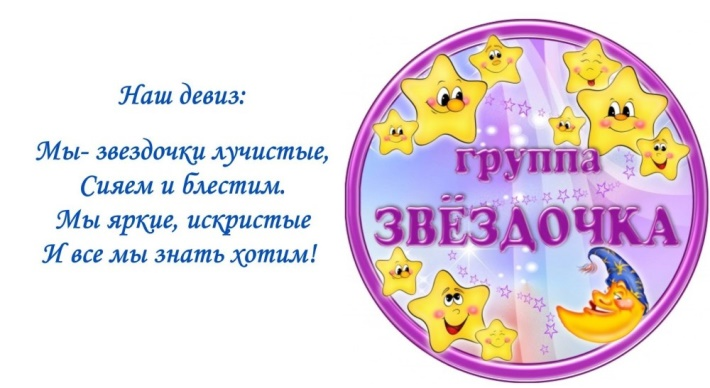 Наш девиз:
Мы- звездочки лучистые,
Сияем и блестим.
Мы яркие, искристые
И все мы знать хотим!
группа
ЗВЁЗДОЧКА